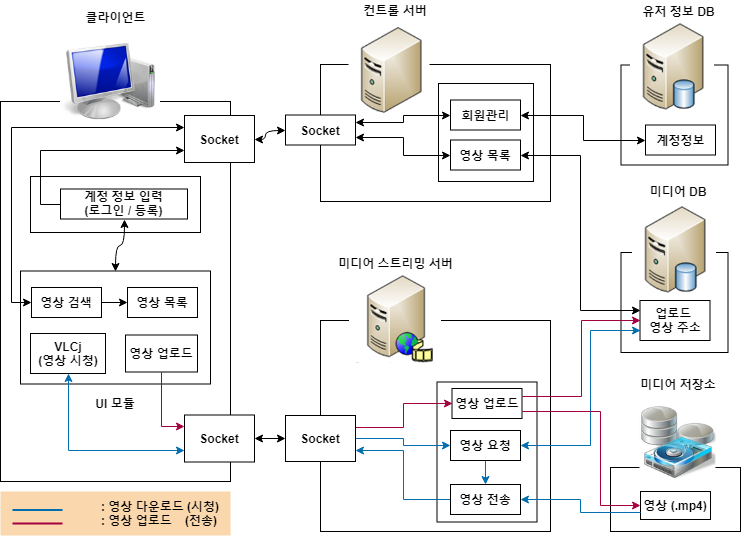 클라이언트
컨트롤 서버
유저 정보 DB
Socket
Socket
회원관리
영상 목록
계정정보
계정 정보 입력
(로그인 / 등록)
미디어 DB
미디어 스트리밍 서버
영상 검색
영상 목록
업로드
영상 주소
VLCj
(영상 시청)
영상 업로드
UI 모듈
미디어 저장소
영상 업로드
Socket
Socket
영상 요청
영상 전송
영상 (.mp4)
: 영상 다운로드 (시청)
: 영상 업로드 (전송)